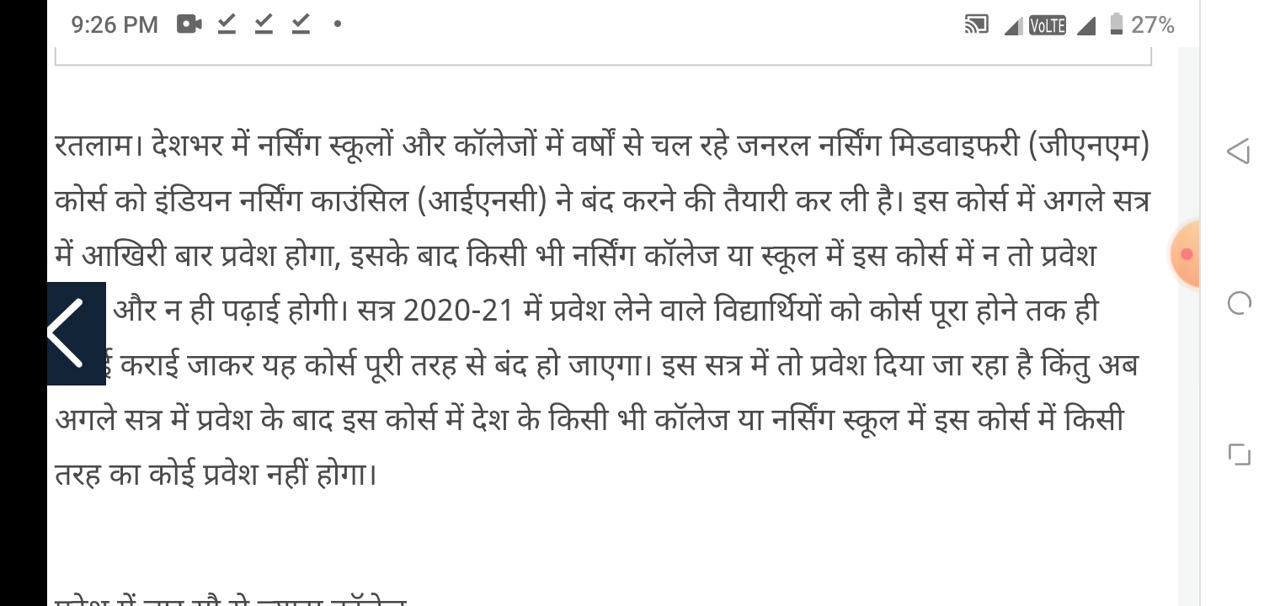 9:26 PM VoLTE 27%
रतलाम। देशभर में नर्सिंग स्कूलों और कॉलेजों में वर्षों से चल रहे जनरल नर्सिंग मिडवाइफरी (जीएनएम)
कोर्स को इंडियन नर्सिंग काउंसिल (आईएनसी) ने बंद करने की तैयारी कर ली है। इस कोर्स में अगले सत्र
में आखिरी बार प्रवेश होगा, इसके बाद किसी भी नर्सिंग कॉलेज या स्कूल में इस कोर्स में न तो प्रवेश
और न ही पढ़ाई होगी। सत्र 2020-21 में प्रवेश लेने वाले विद्यार्थियों को कोर्स पूरा होने तक ही
कराई जाकर यह कोर्स पूरी तरह से बंद हो जाएगा। इस सत्र में तो प्रवेश दिया जा रहा है किंतु अब
अगले सत्र में प्रवेश के बाद इस कोर्स में देश के किसी भी कॉलेज या नर्सिंग स्कूल में इस कोर्स में किसी
तरह का कोई प्रवेश नहीं होगा।